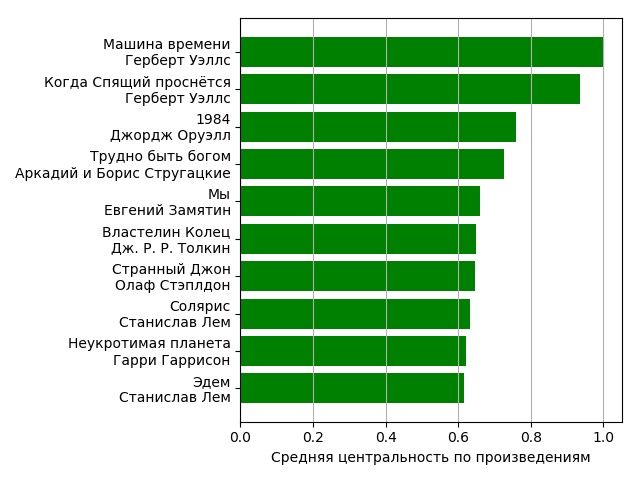 Машина времени
Герберт Уэллс
Когда Спящий проснётся
Герберт Уэллс
1984
Джордж Оруэлл
Трудно быть богом
Аркадий и Борис Стругацкие
Мы
Евгений Замятин
Властелин Колец
Дж. Р. Р. Толкин
Странный Джон
Олаф Стэплдон
Солярис
Станислав Лем
Неукротимая планета
Гарри Гаррисон
Эдем
Станислав Лем
0.0 0.2 0.4 0.6 0.8 1.0
Средняя центральность по произведениям